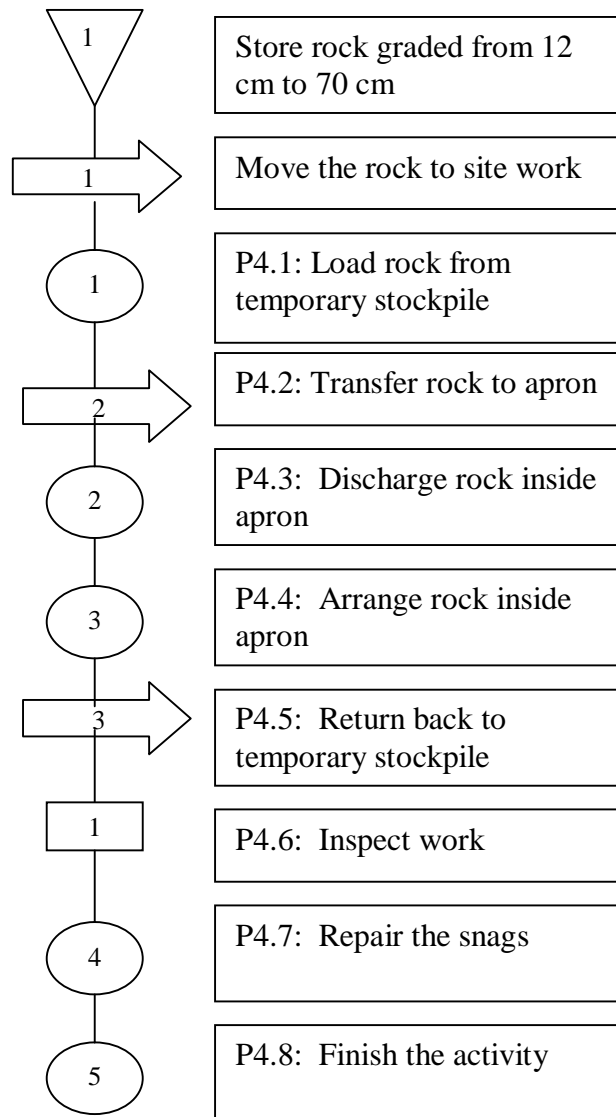 1
Store rock graded from 12
cm to 70 cm
1
Move the rock to site work
1
P4.1: Load rock from
temporary stockpile
2
P4.2: Transfer rock to apron
2
P4.3: Discharge rock inside
apron
3
P4.4: Arrange rock inside
apron
3
P4.5: Return back to
temporary stockpile
1
P4.6: Inspect work
4
P4.7: Repair the snags
5
P4.8: Finish the activity